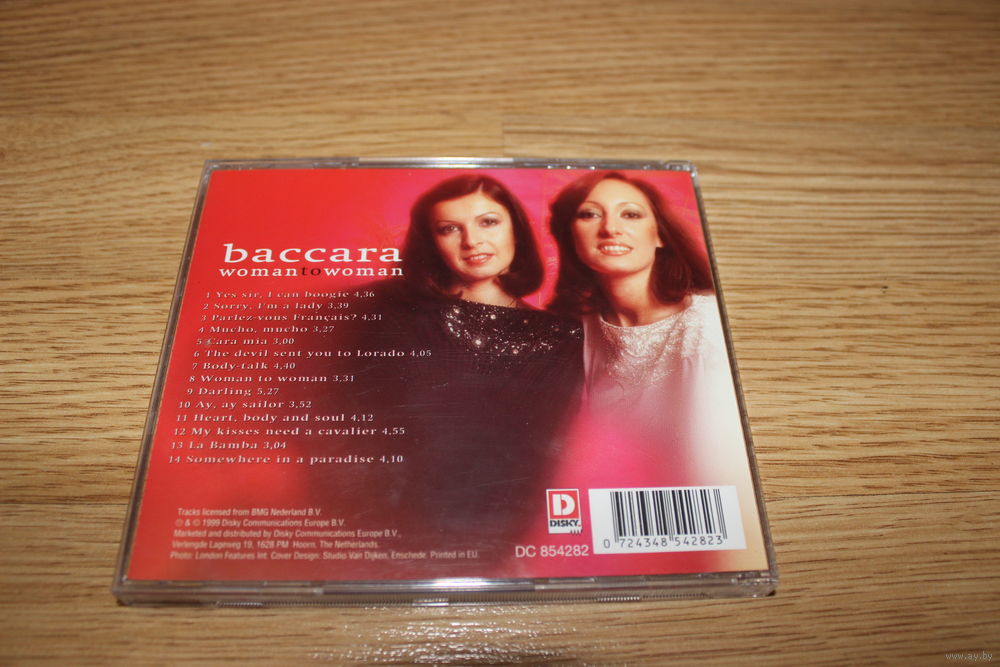 baccara
woman to woman
1 Yes sir, I can boogie 4,36
2 Sorry, I'm a lady 3,39
3 Parlez-vous Français? 4,31
4 Mucho, mucho 3,27
5 Cara mia 3,00
6 The devil sent you to Lorado 4,05
7 Body-talk 4,40
8 Woman to woman 3,31
9 Darling 5,27
10 Ay, ay sailor 3,52
11 Heart, body and soul 4,12
12 My kisses need a cavalier 4,55
13 La Bamba 3,04
14 Somewhere in a paradise 4,10
Tracks licensed from BMG Nederland B.V.
℗ & © 1999 Disky Communications Europe B.V.
Marketed and distributed by Disky Communications Europe B.V.,
Verlengde Lageweg 19, 1628 PM Hoorn, The Netherlands.
Photo: London Features Int. Cover Design: Studio Van Dijken, Enschede. Printed in EU.
D
DISKY
DC 854282
0 724348 542823
www.ay.by